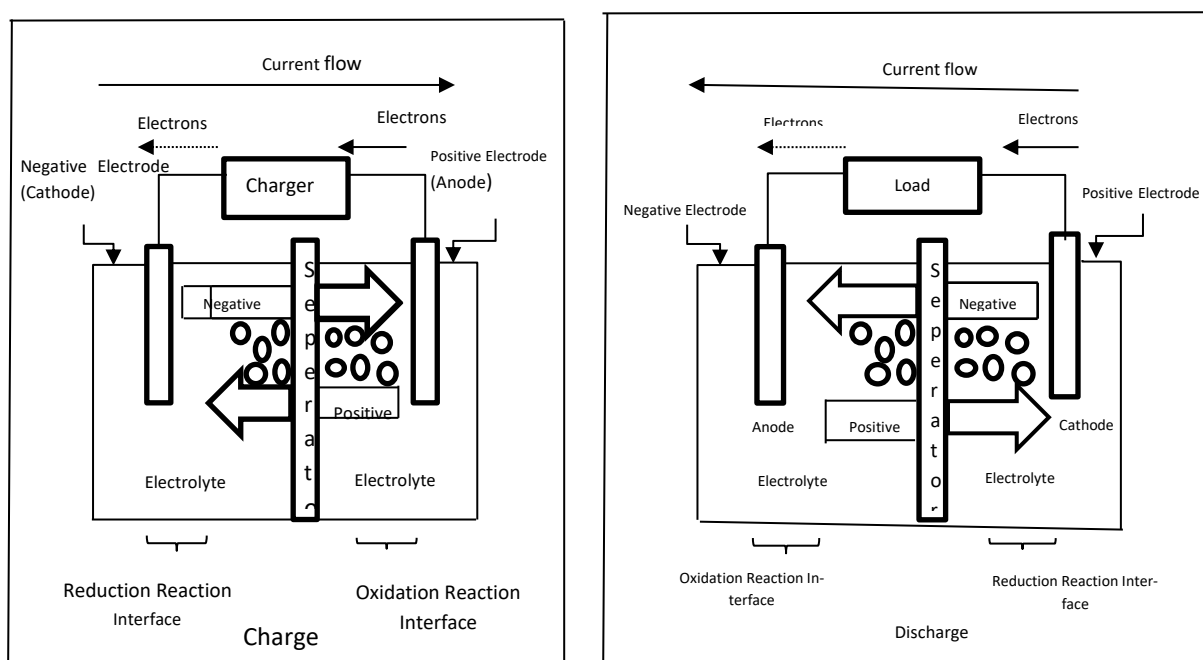 Current flow
Electrons
Electrons
Negative Electrode
(Cathode)
Positive Electrode
(Anode)
Charger
Seperato
Negative
Positive
Electrolyte
Electrolyte
Reduction Reaction
Interface
Oxidation Reaction
Interface
Charge
Current flow
Electrons
Electrons
Negative Electrode
Positive Electrode
Load
Seperator
Negative
Positive
Anode
Cathode
Electrolyte
Electrolyte
Oxidation Reaction In-
terface
Reduction Reaction Inter-
face
Discharge